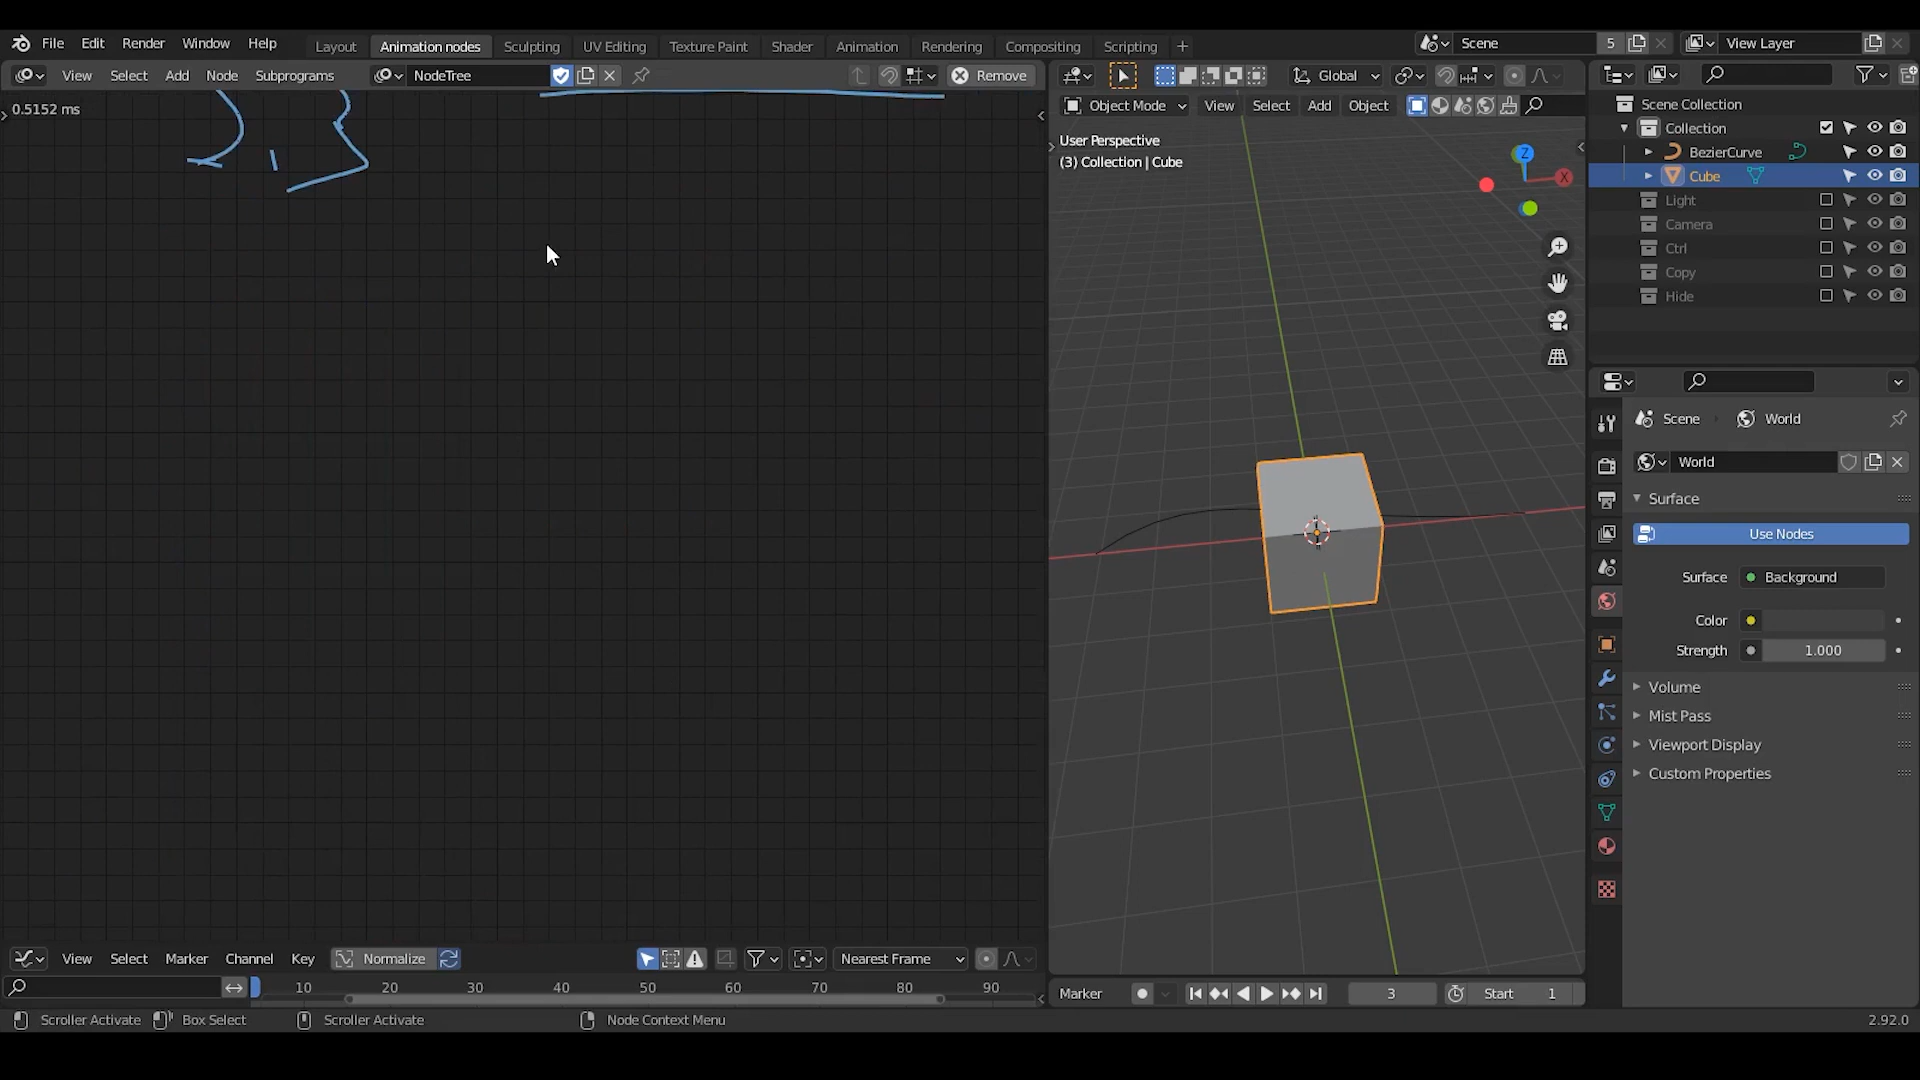 File Edit Render Window Help Layout Animation nodes Sculpting UV Editing Texture Paint Shader Animation Rendering Compositing Scripting + Scene 5 View Layer
View Select Add Node Subprograms NodeTree Remove Global
0.5152 ms
Object Mode View Select Add Object
User Perspective
(3) Collection | Cube
Z
X
Scene Collection
Collection
BezierCurve
Cube
Light
Camera
Ctrl
Copy
Hide
Scene World
World
Surface
Use Nodes
Surface Background
Color
Strength 1.000
Volume
Mist Pass
Viewport Display
Custom Properties
View Select Marker Channel Key Normalize Nearest Frame
10 20 30 40 50 60 70 80 90
Marker 3 Start 1
Scroller Activate Box Select Scroller Activate Node Context Menu 2.92.0